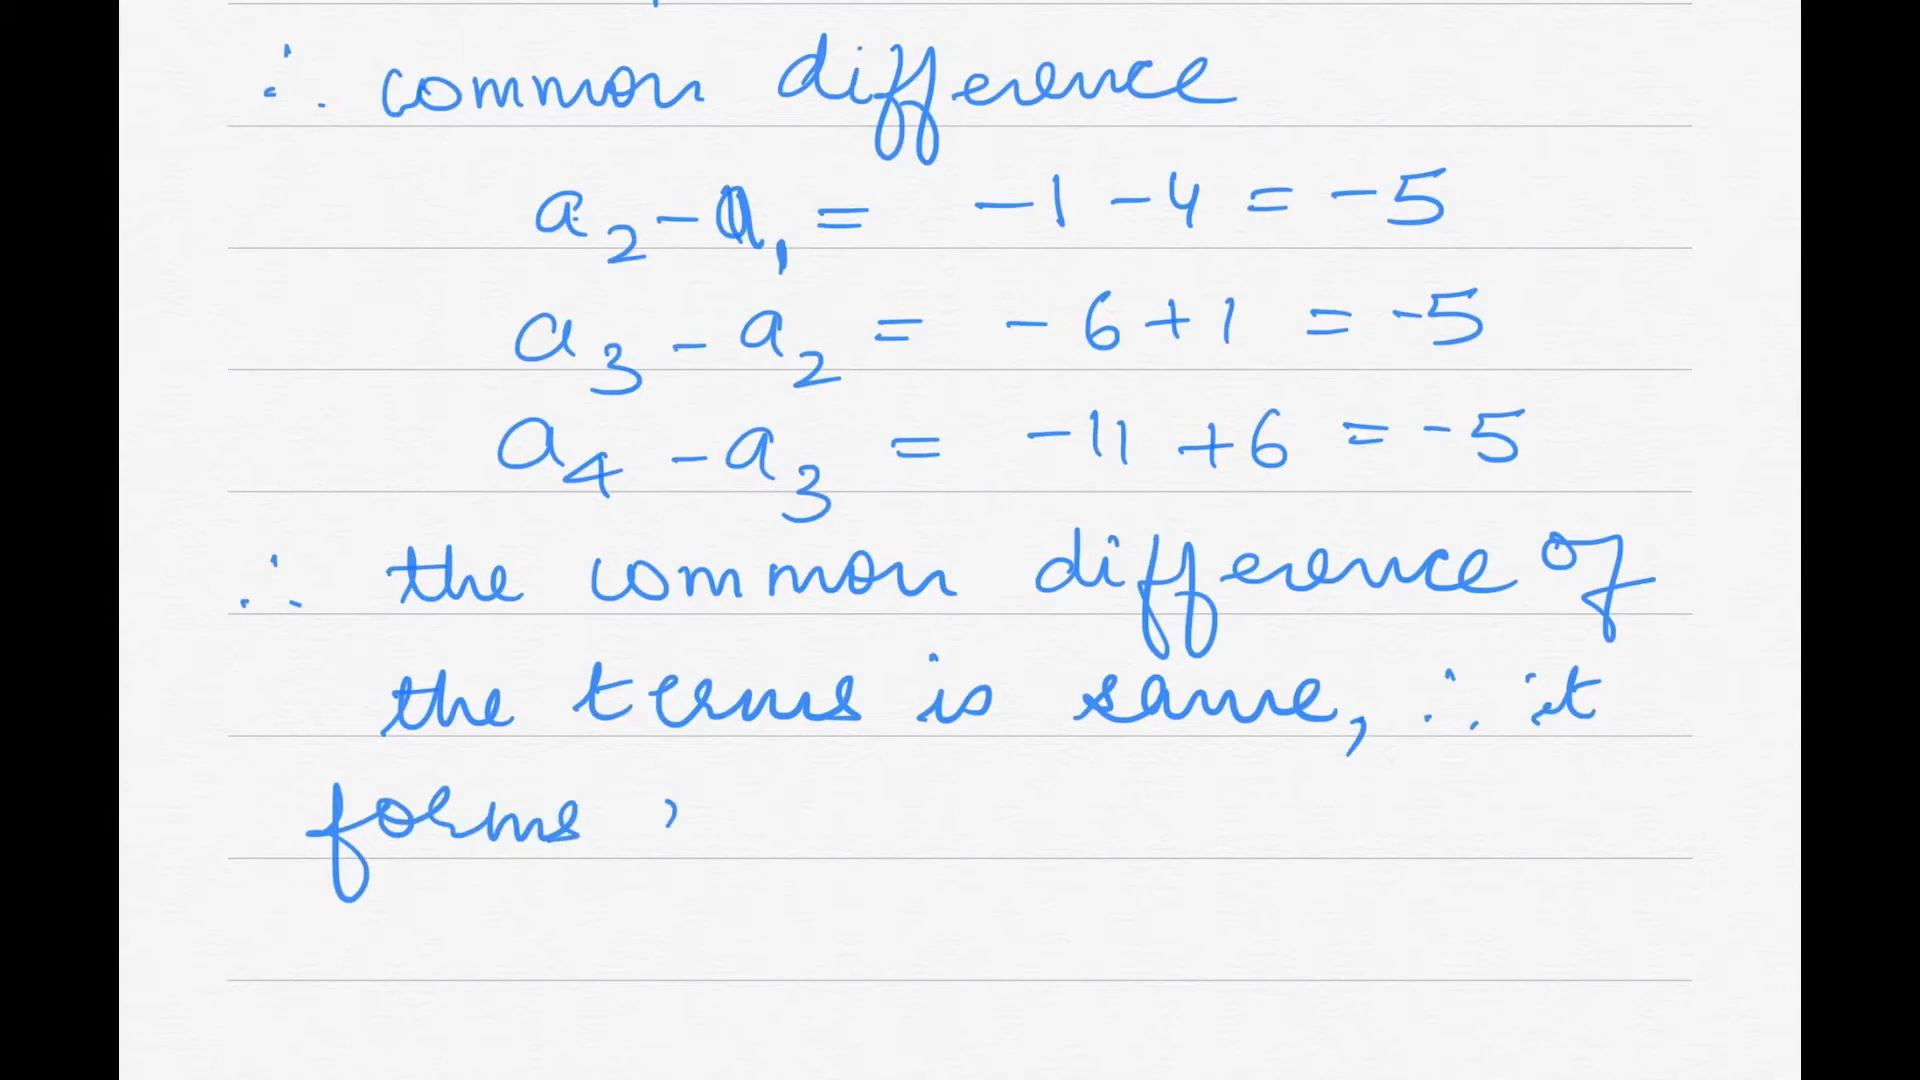 ∴ common difference
a₂ - a₁ = -1 - 4 = -5
a₃ - a₂ = -6 + 1 = -5
a₄ - a₃ = -11 + 6 = -5
∴ the common difference of
the terms is same, ∴ it
forms